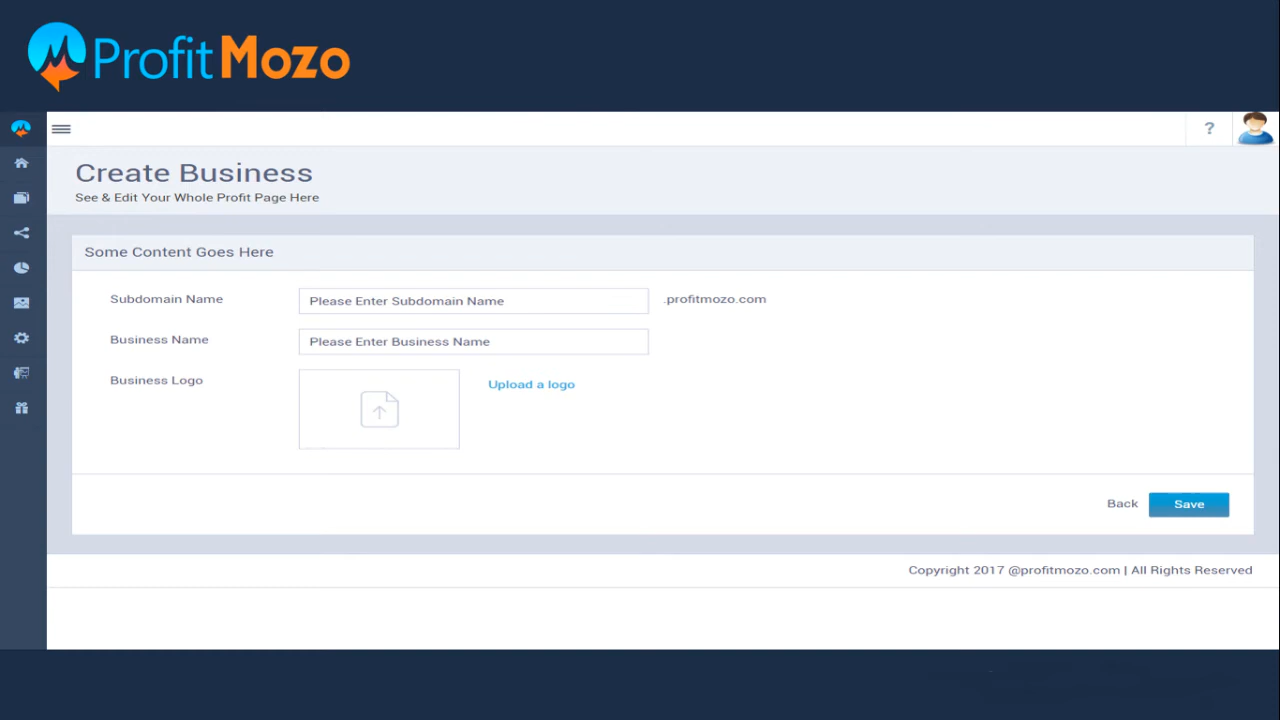 Profit Mozo
?
Create Business
See & Edit Your Whole Profit Page Here
Some Content Goes Here
Subdomain Name
Please Enter Subdomain Name
.profitmozo.com
Business Name
Please Enter Business Name
Business Logo
Upload a logo
Back
Save
Copyright 2017 @profitmozo.com | All Rights Reserved